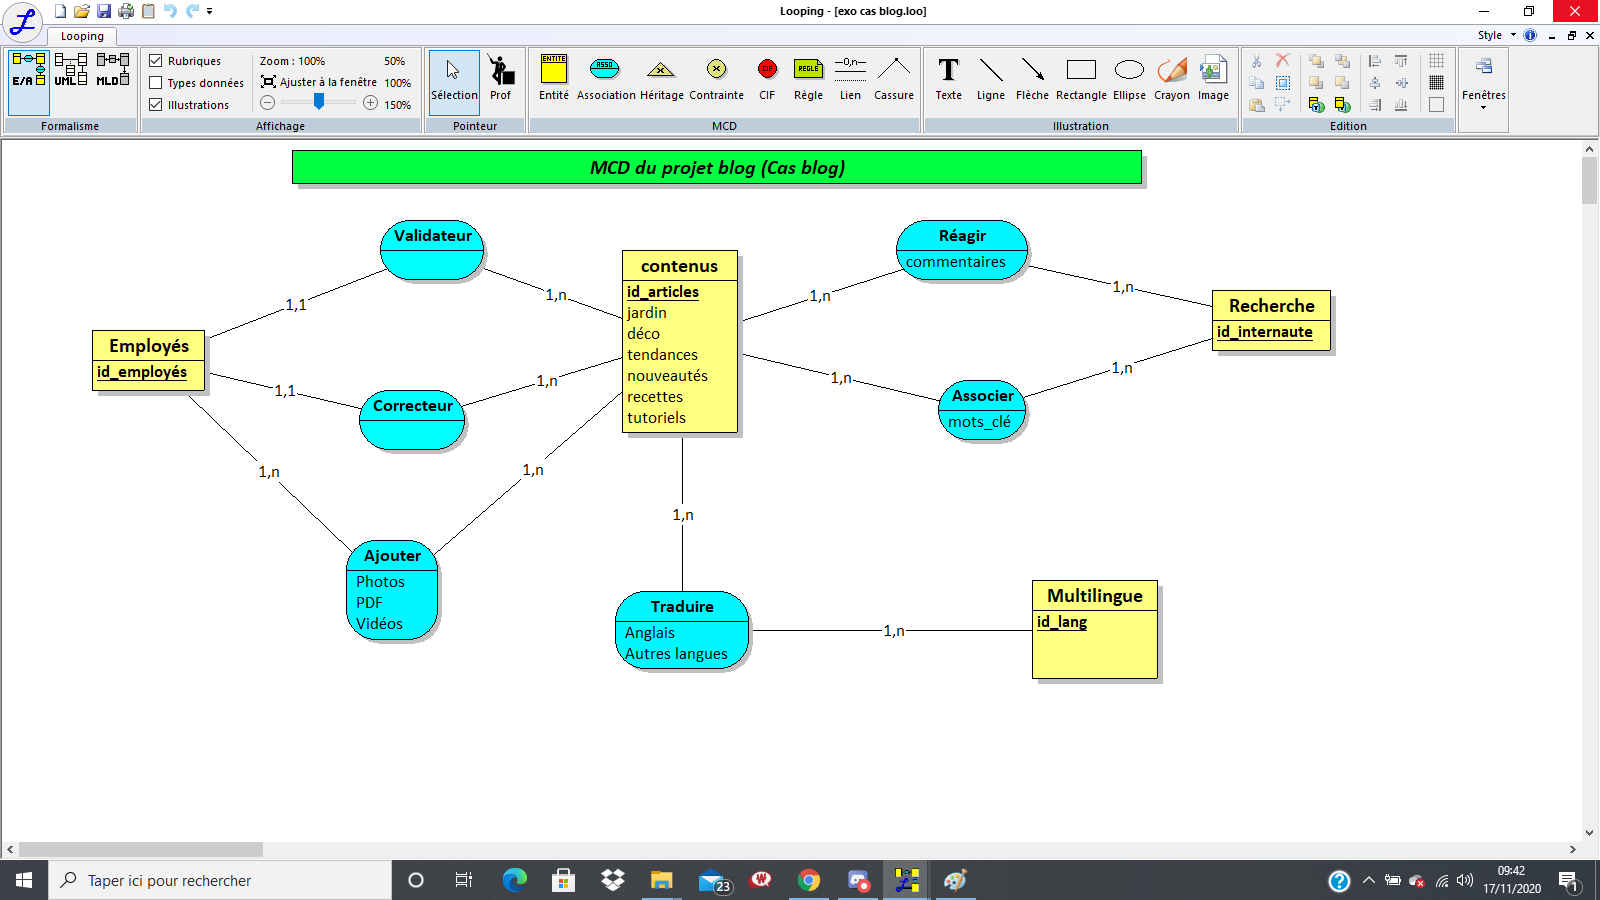 Looping - [exo cas blog.loo]
Looping
Style
Rubriques
Types données
Illustrations
Zoom : 100%
50%
Ajuster à la fenêtre
100%
150%
E/A
UML
MLD
Sélection
Prof
ENTITE
Entité
ASSO
Association
Héritage
Contrainte
CIF
CIF
REGLE
Règle
—0,n—
Lien
Cassure
T
Texte
Ligne
Flèche
Rectangle
Ellipse
Crayon
Image
Fenêtres
Formalisme
Affichage
Pointeur
MCD
Illustration
Edition
MCD du projet blog (Cas blog)
Validateur
Réagir
commentaires
contenus
id_articles
jardin
déco
tendances
nouveautés
recettes
tutoriels
1,1
1,n
1,n
1,n
Recherche
id_internaute
Employés
id_employés
1,1
1,n
1,n
1,n
Correcteur
Associer
mots_clé
1,n
1,n
1,n
Ajouter
Photos
PDF
Vidéos
Traduire
Anglais
Autres langues
1,n
Multilingue
id_lang
Taper ici pour rechercher
23
09:42
17/11/2020
1